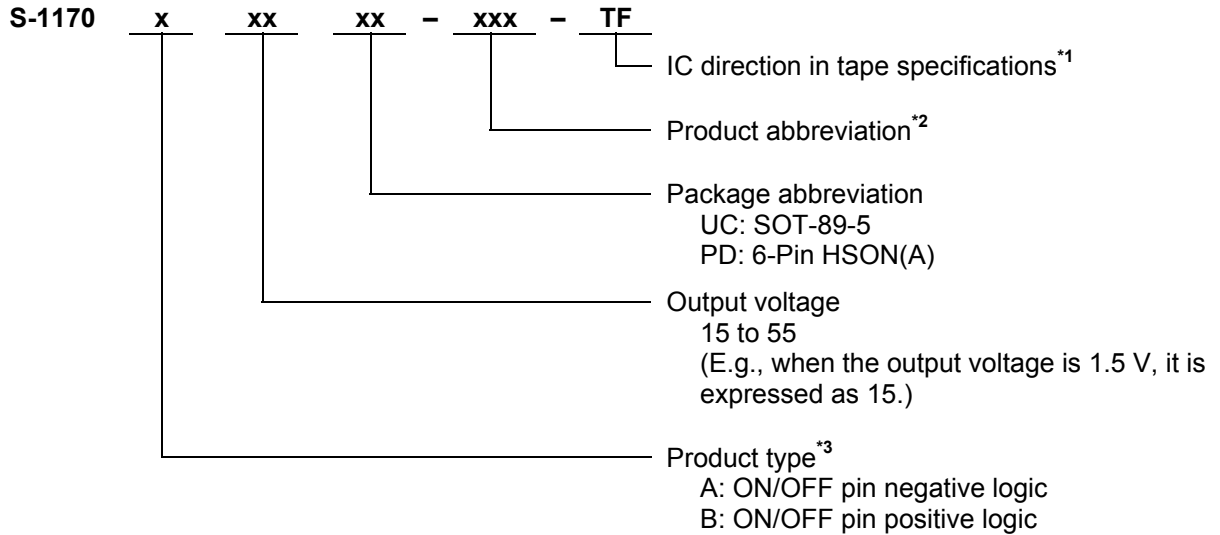 S-1170 x xx xx – xxx – TF
IC direction in tape specifications*1
Product abbreviation*2
Package abbreviation
UC: SOT-89-5
PD: 6-Pin HSON(A)
Output voltage
15 to 55
(E.g., when the output voltage is 1.5 V, it is
expressed as 15.)
Product type*3
A: ON/OFF pin negative logic
B: ON/OFF pin positive logic